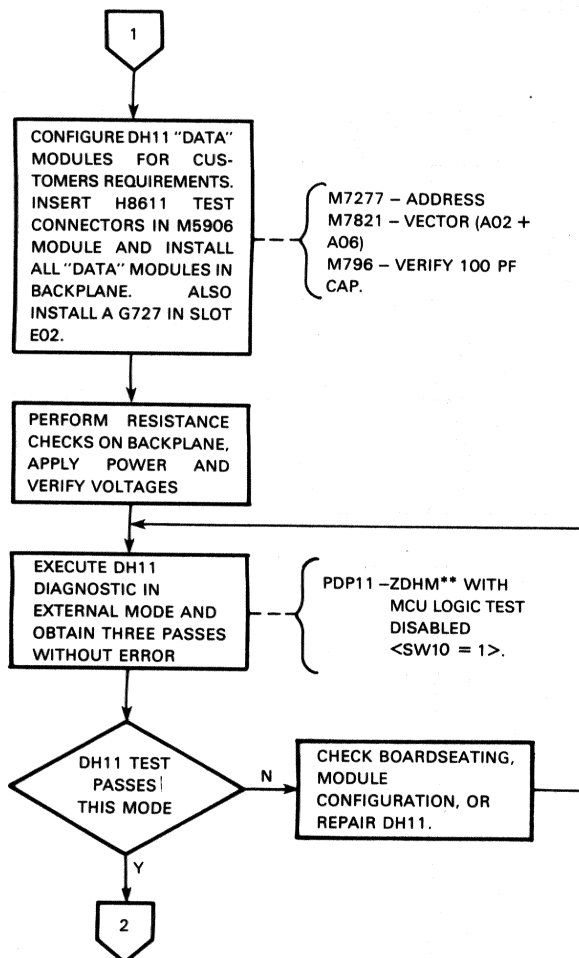 1
CONFIGURE DH11 "DATA"
MODULES FOR CUS-
TOMERS REQUIREMENTS.
INSERT H8611 TEST
CONNECTORS IN M5906
MODULE AND INSTALL
ALL "DATA" MODULES IN
BACKPLANE. ALSO
INSTALL A G727 IN SLOT
E02.
M7277 – ADDRESS
M7821 – VECTOR (A02 +
A06)
M796 – VERIFY 100 PF
CAP.
PERFORM RESISTANCE
CHECKS ON BACKPLANE,
APPLY POWER AND
VERIFY VOLTAGES
EXECUTE DH11
DIAGNOSTIC IN
EXTERNAL MODE AND
OBTAIN THREE PASSES
WITHOUT ERROR
PDP11 –ZDHM** WITH
MCU LOGIC TEST
DISABLED
<SW10 = 1>.
DH11 TEST
PASSES
THIS MODE
N
CHECK BOARDSEATING,
MODULE
CONFIGURATION, OR
REPAIR DH11.
Y
2